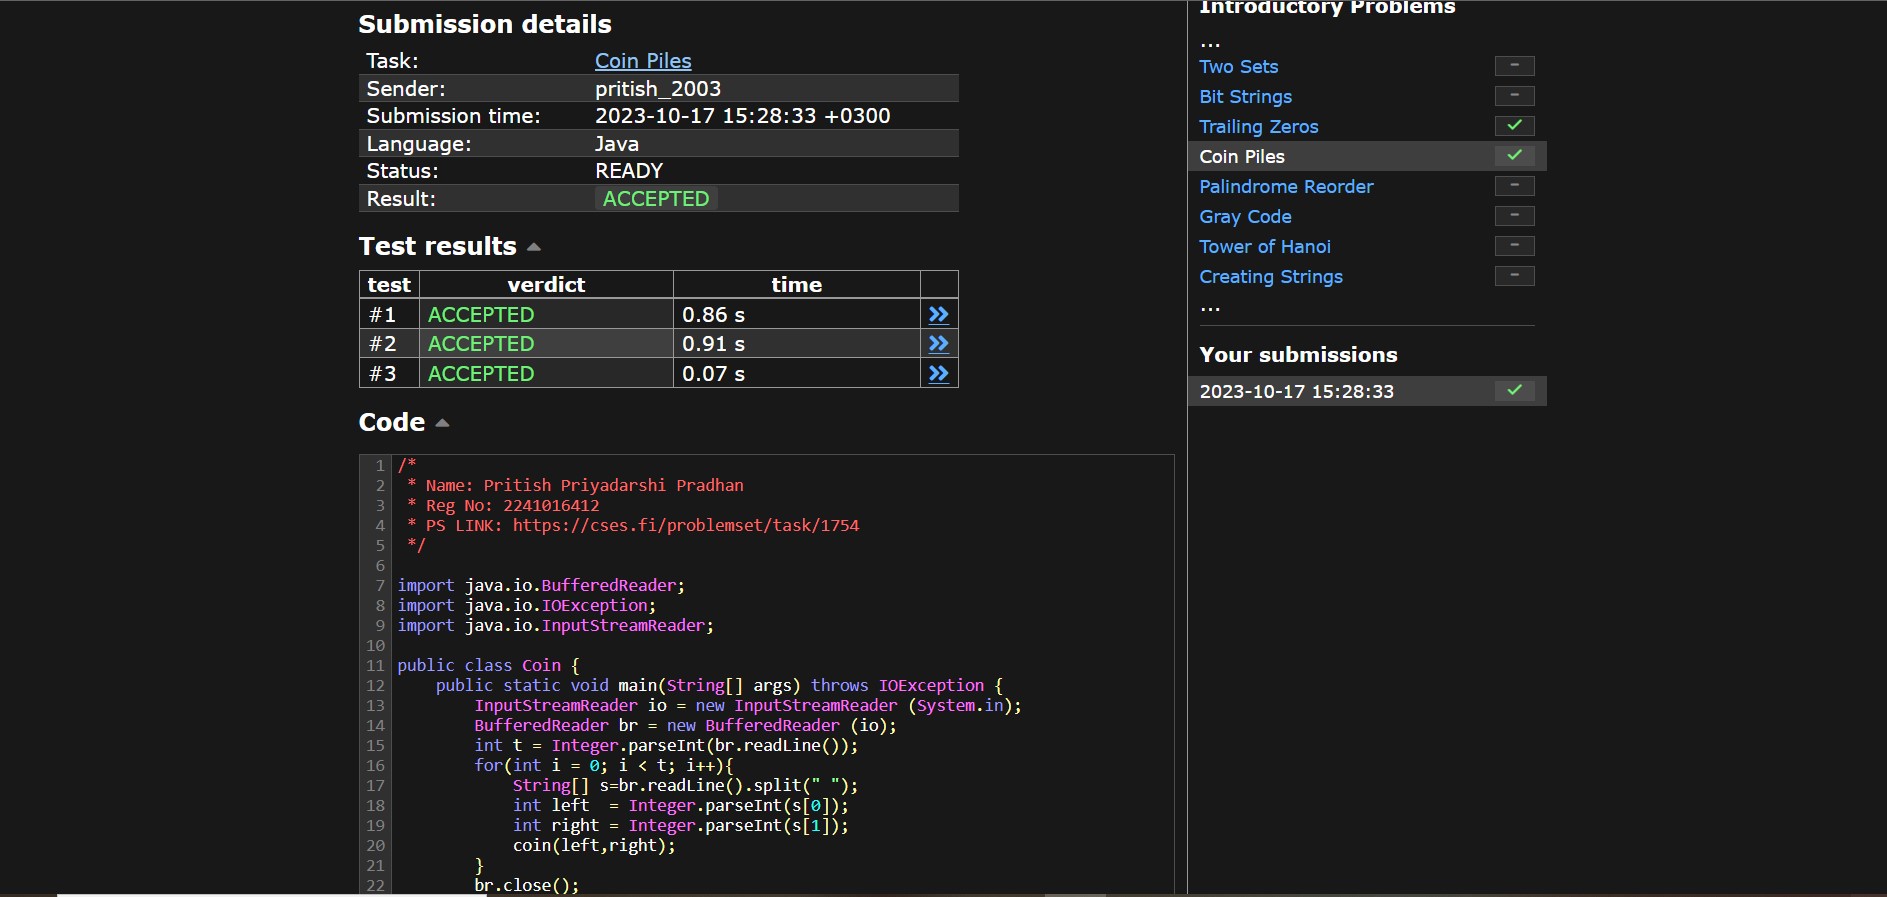 Submission details
Task: Coin Piles
Sender: pritish_2003
Submission time: 2023-10-17 15:28:33 +0300
Language: Java
Status: READY
Result: ACCEPTED
Test results
test verdict time
#1 ACCEPTED 0.86 s
#2 ACCEPTED 0.91 s
#3 ACCEPTED 0.07 s
Code
1 /*
2  * Name: Pritish Priyadarshi Pradhan
3  * Reg No: 2241016412
4  * PS LINK: https://cses.fi/problemset/task/1754
5  */
6
7 import java.io.BufferedReader;
8 import java.io.IOException;
9 import java.io.InputStreamReader;
10
11 public class Coin {
12     public static void main(String[] args) throws IOException {
13         InputStreamReader io = new InputStreamReader (System.in);
14         BufferedReader br = new BufferedReader (io);
15         int t = Integer.parseInt(br.readLine());
16         for(int i = 0; i < t; i++){
17             String[] s=br.readLine().split(" ");
18             int left  = Integer.parseInt(s[0]);
19             int right = Integer.parseInt(s[1]);
20             coin(left,right);
21         }
22         br.close();
Introductory Problems
...
Two Sets
Bit Strings
Trailing Zeros
Coin Piles
Palindrome Reorder
Gray Code
Tower of Hanoi
Creating Strings
...
Your submissions
2023-10-17 15:28:33